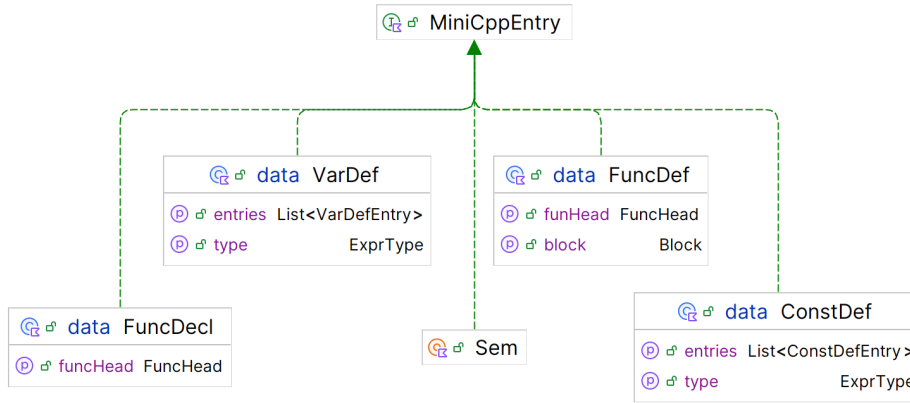 MiniCppEntry
data VarDef
entries List<VarDefEntry>
type ExprType
data FuncDef
funHead FuncHead
block Block
data FuncDecl
funcHead FuncHead
Sem
data ConstDef
entries List<ConstDefEntry>
type ExprType